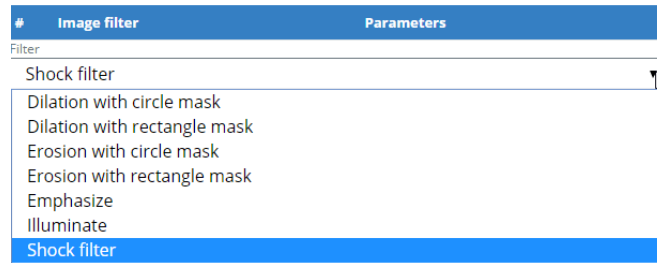 # Image filter Parameters
Filter
Shock filter
Dilation with circle mask
Dilation with rectangle mask
Erosion with circle mask
Erosion with rectangle mask
Emphasize
Illuminate
Shock filter